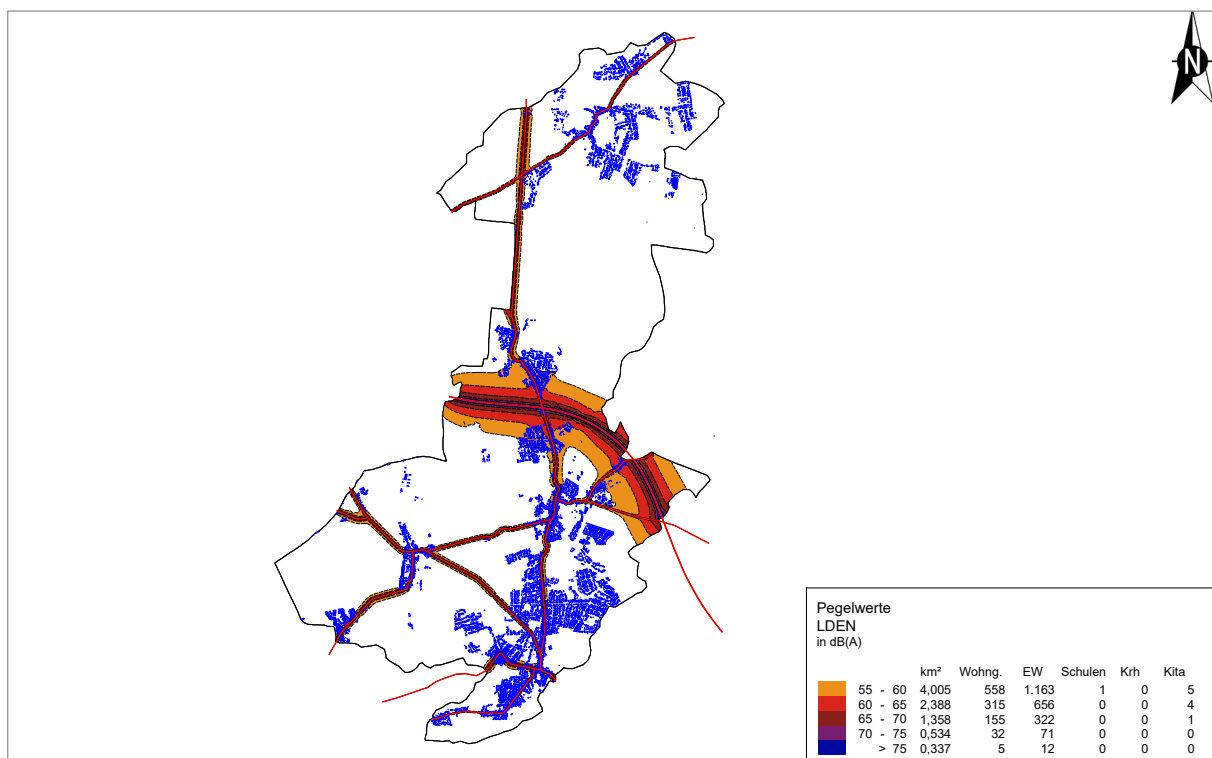 N
Pegelwerte
LDEN
in dB(A)
km² Wohng. EW Schulen Krh Kita
55 - 60 4,005 558 1.163 1 0 5
60 - 65 2,388 315 656 0 0 4
65 - 70 1,358 155 322 0 0 1
70 - 75 0,534 32 71 0 0 0
> 75 0,337 5 12 0 0 0